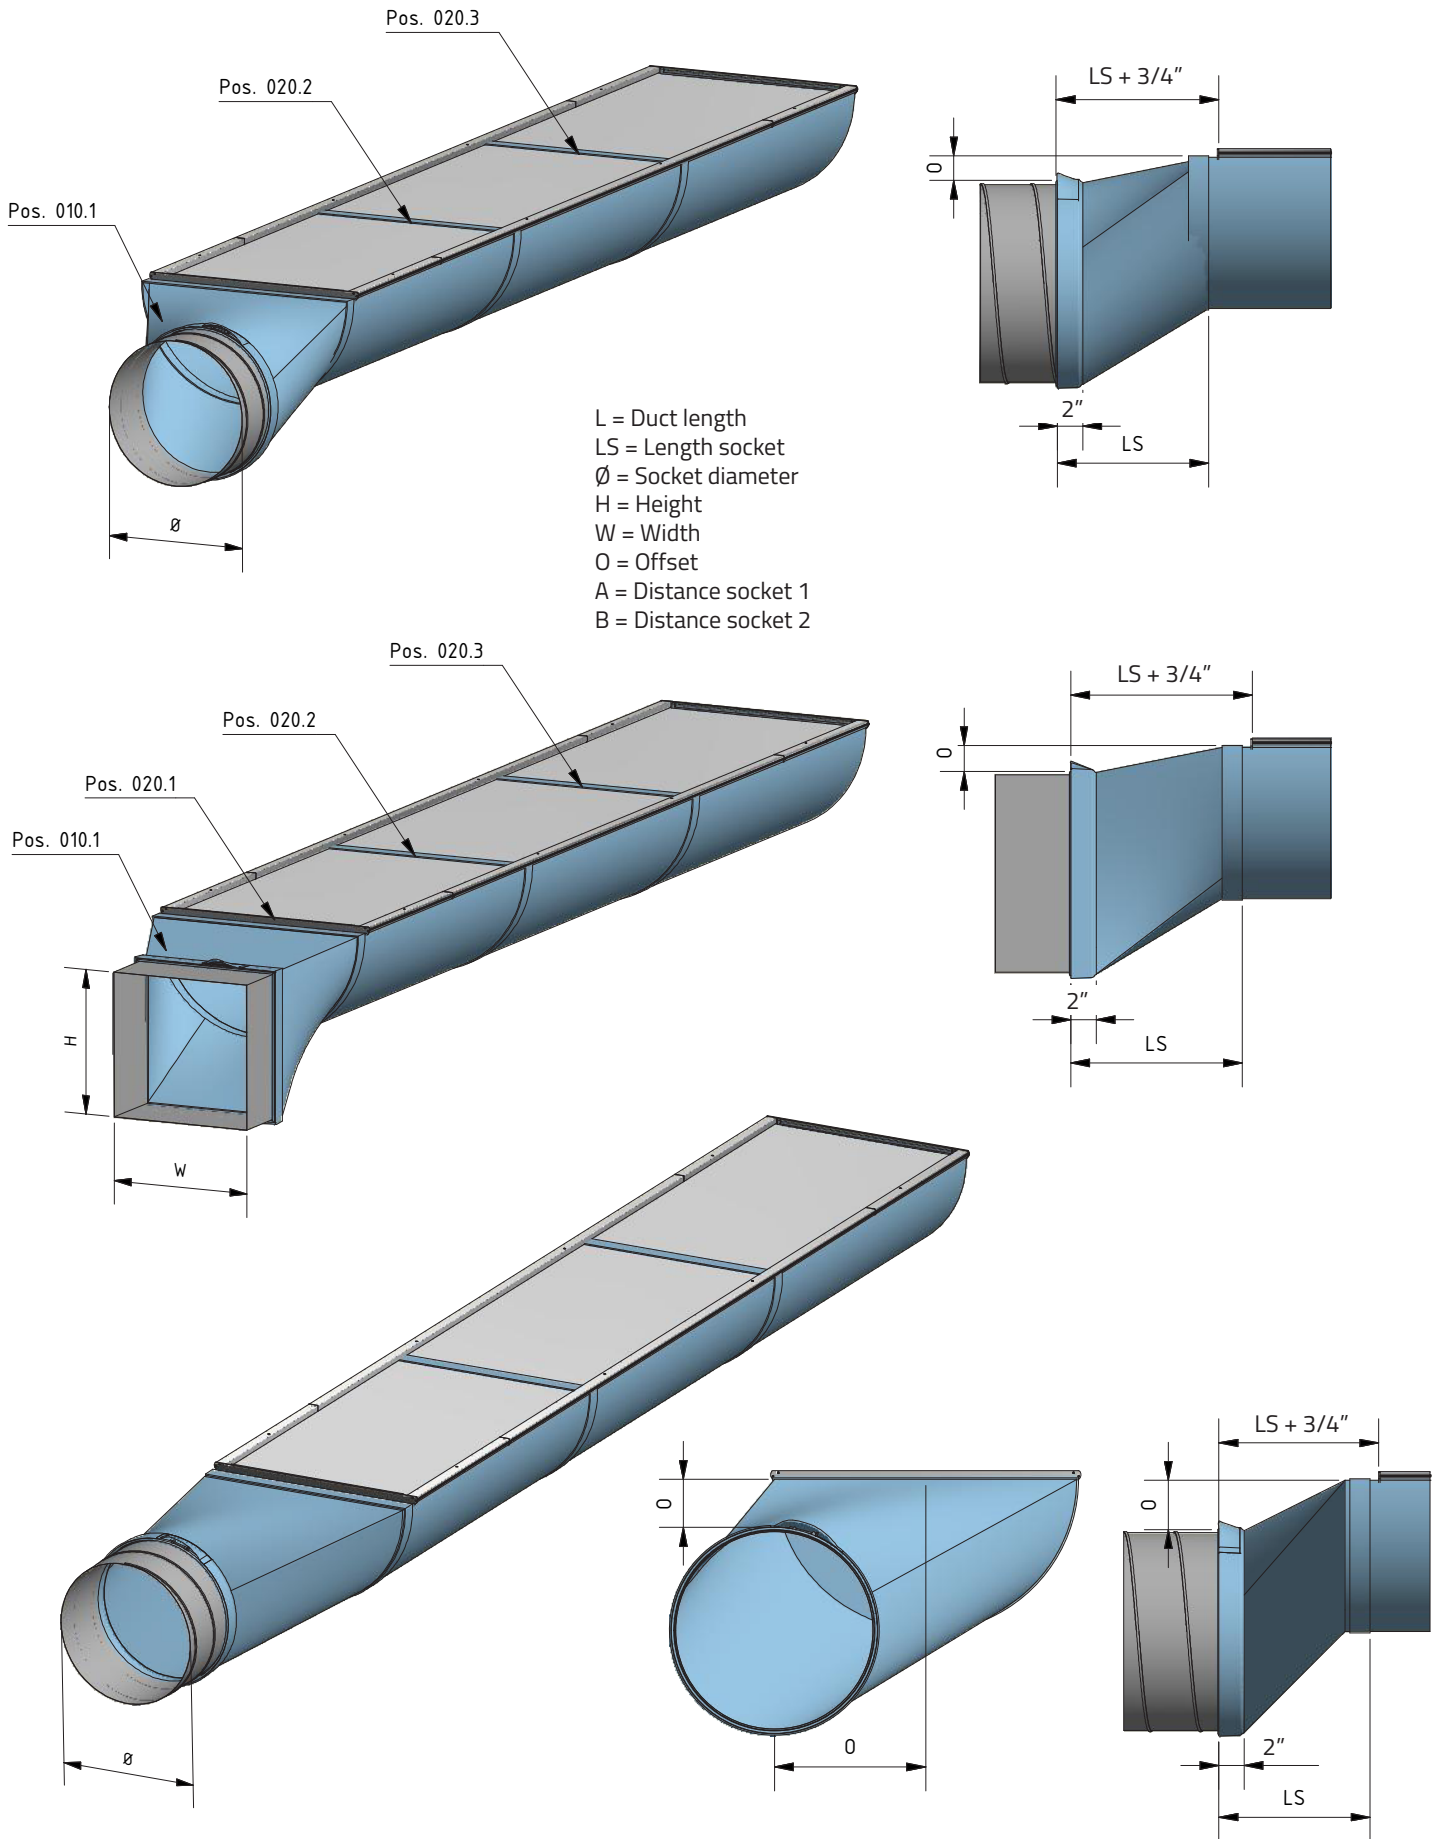 Pos. 020.3
Pos. 020.2
Pos. 010.1
Ø
LS + 3/4”
O
2”
LS
L = Duct length
LS = Length socket
Ø = Socket diameter
H = Height
W = Width
O = Offset
A = Distance socket 1
B = Distance socket 2
Pos. 020.3
Pos. 020.2
Pos. 020.1
Pos. 010.1
H
W
LS + 3/4”
O
2”
LS
Ø
O
O
LS + 3/4”
O
2”
LS